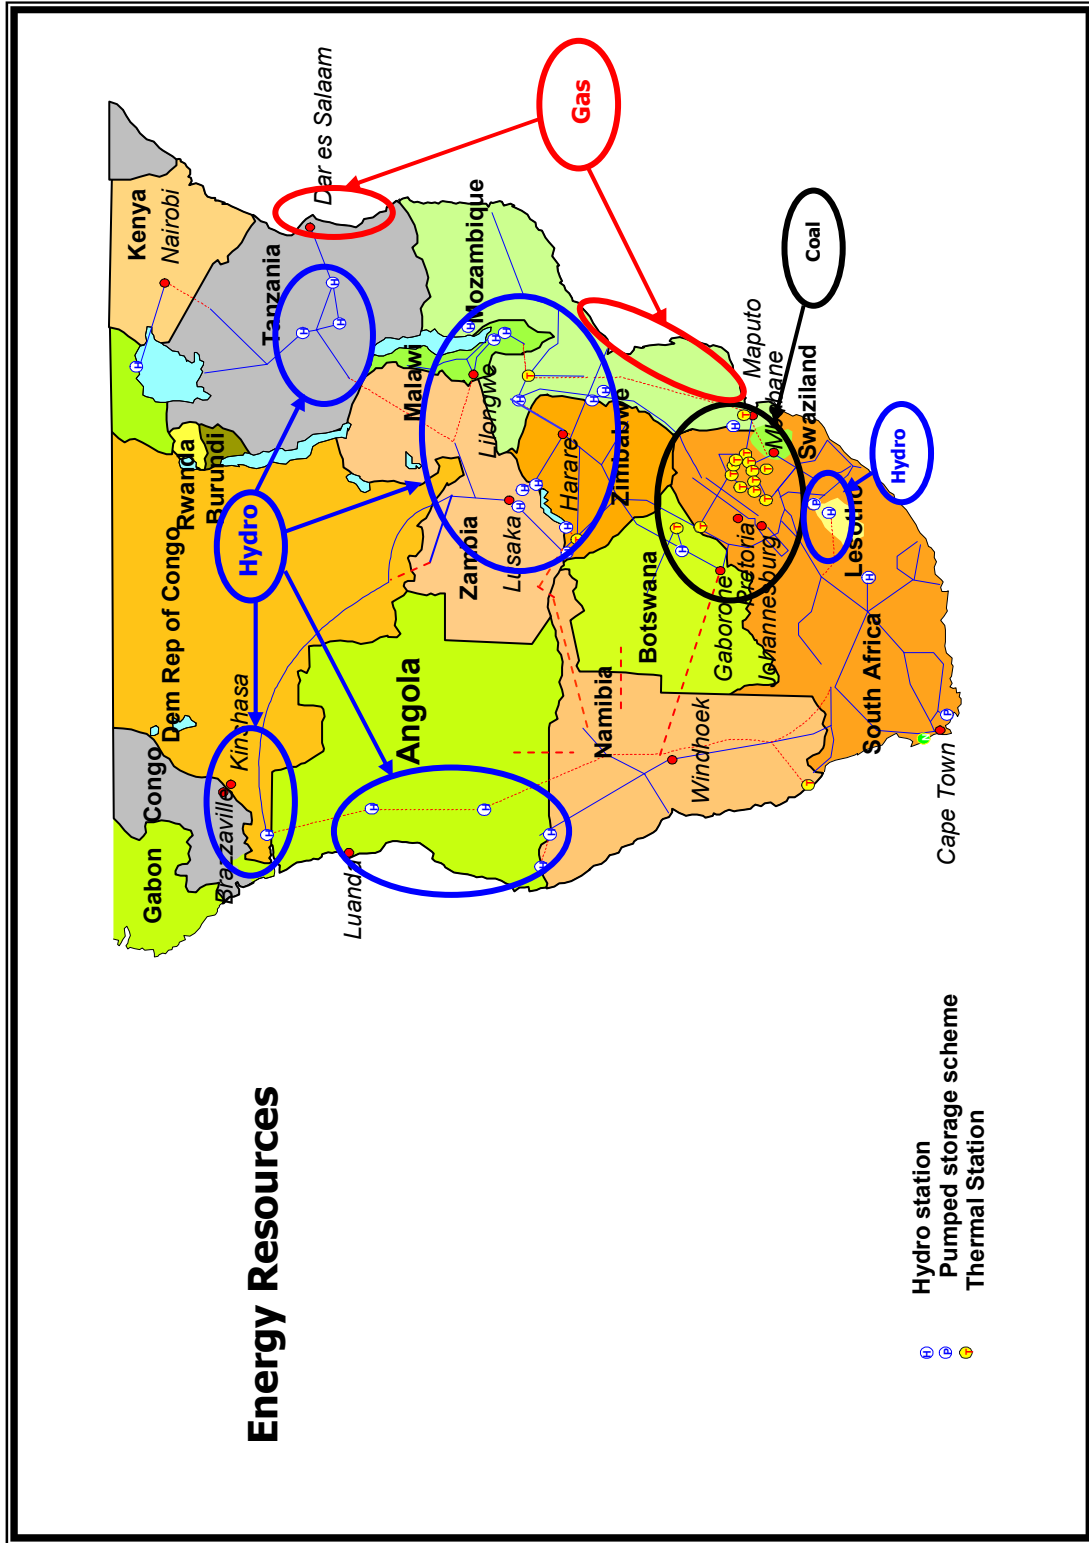 Energy Resources
Gas
Dar es Salaam
Kenya
Nairobi
Tanzania
Mozambique
Coal
Rwanda
Burundi
Malawi
Lilongwe
Maputo
Mbabane
Swaziland
Hydro
Hydro
Dem Rep of Congo
Zambia
Lusaka
Harare
Zimbabwe
Lesotho
Botswana
Gaborone
Pretoria
Johannesburg
South Africa
Congo
Kinshasa
Brazzaville
Gabon
Angola
Luanda
Namibia
Windhoek
Cape Town
H Hydro station
P Pumped storage scheme
T Thermal Station